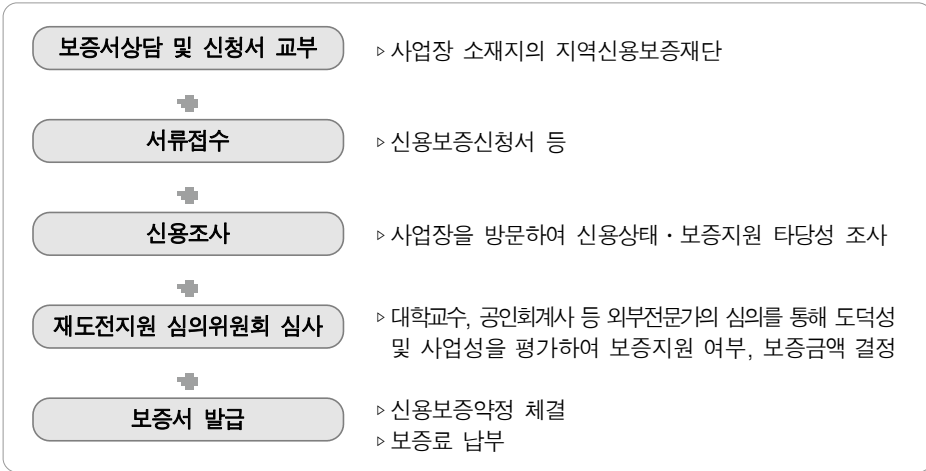 보증서상담 및 신청서 교부
▹사업장 소재지의 지역신용보증재단
서류접수
▹신용보증신청서 등
신용조사
▹사업장을 방문하여 신용상태·보증지원 타당성 조사
재도전지원 심의위원회 심사
▹대학교수, 공인회계사 등 외부전문가의 심의를 통해 도덕성
및 사업성을 평가하여 보증지원 여부, 보증금액 결정
보증서 발급
▹신용보증약정 체결
▹보증료 납부